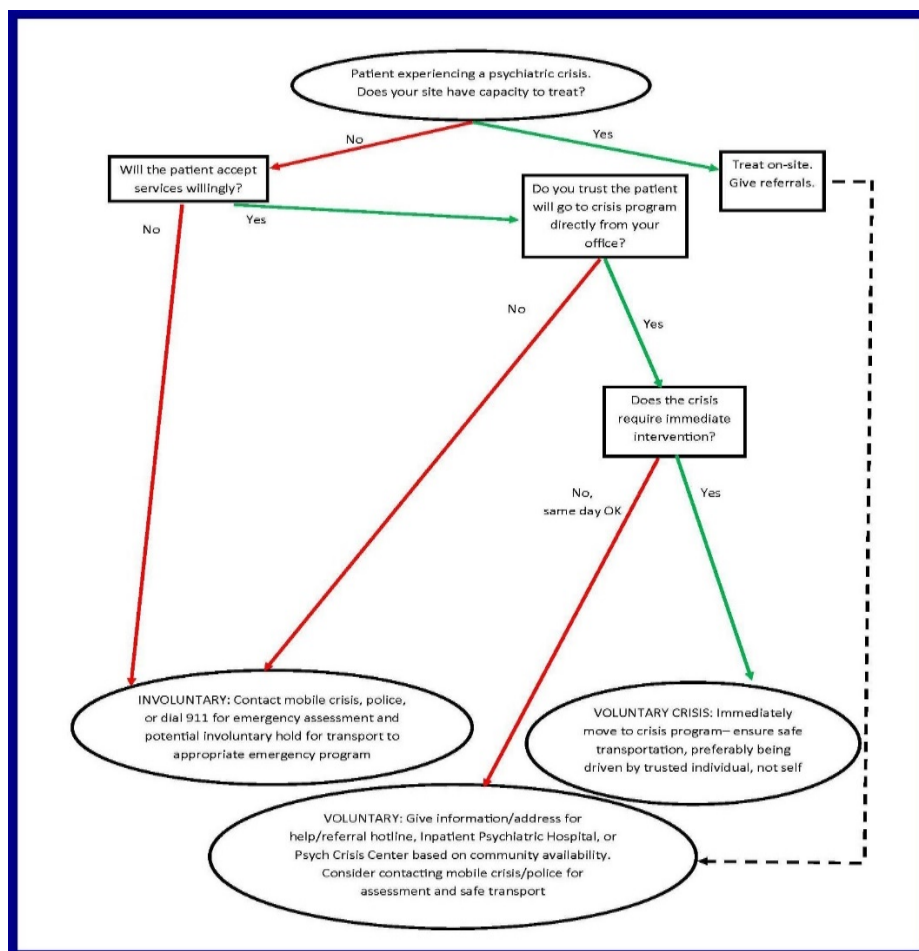 Patient experiencing a psychiatric crisis.
Does your site have capacity to treat?
No
Yes
Will the patient accept
services willingly?
Treat on-site.
Give referrals.
Do you trust the patient
will go to crisis program
directly from your
office?
No
Yes
No
Yes
Does the crisis
require immediate
intervention?
No,
same day OK
Yes
INVOLUNTARY: Contact mobile crisis, police,
or dial 911 for emergency assessment and
potential involuntary hold for transport to
appropriate emergency program
VOLUNTARY CRISIS: Immediately
move to crisis program– ensure safe
transportation, preferably being
driven by trusted individual, not self
VOLUNTARY: Give information/address for
help/referral hotline, Inpatient Psychiatric Hospital, or
Psych Crisis Center based on community availability.
Consider contacting mobile crisis/police for
assessment and safe transport